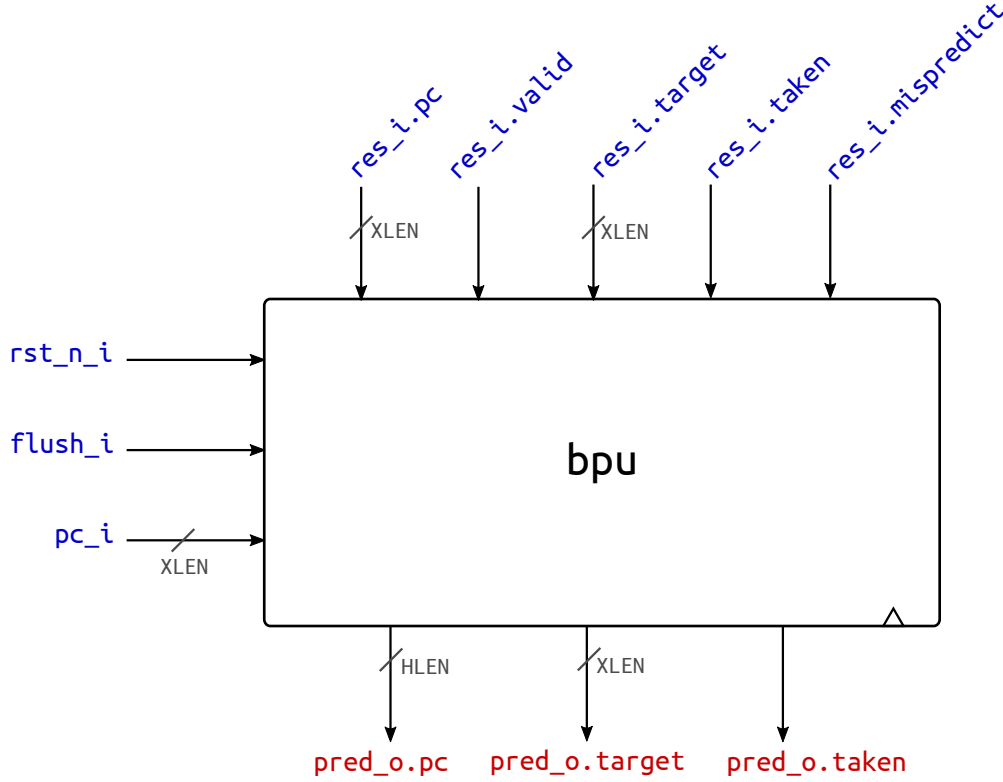 res_i.pc
res_i.valid
res_i.target
res_i.taken
res_i.mispredict
XLEN
XLEN
rst_n_i
flush_i
bpu
pc_i
XLEN
HLEN
XLEN
pred_o.pc
pred_o.target
pred_o.taken